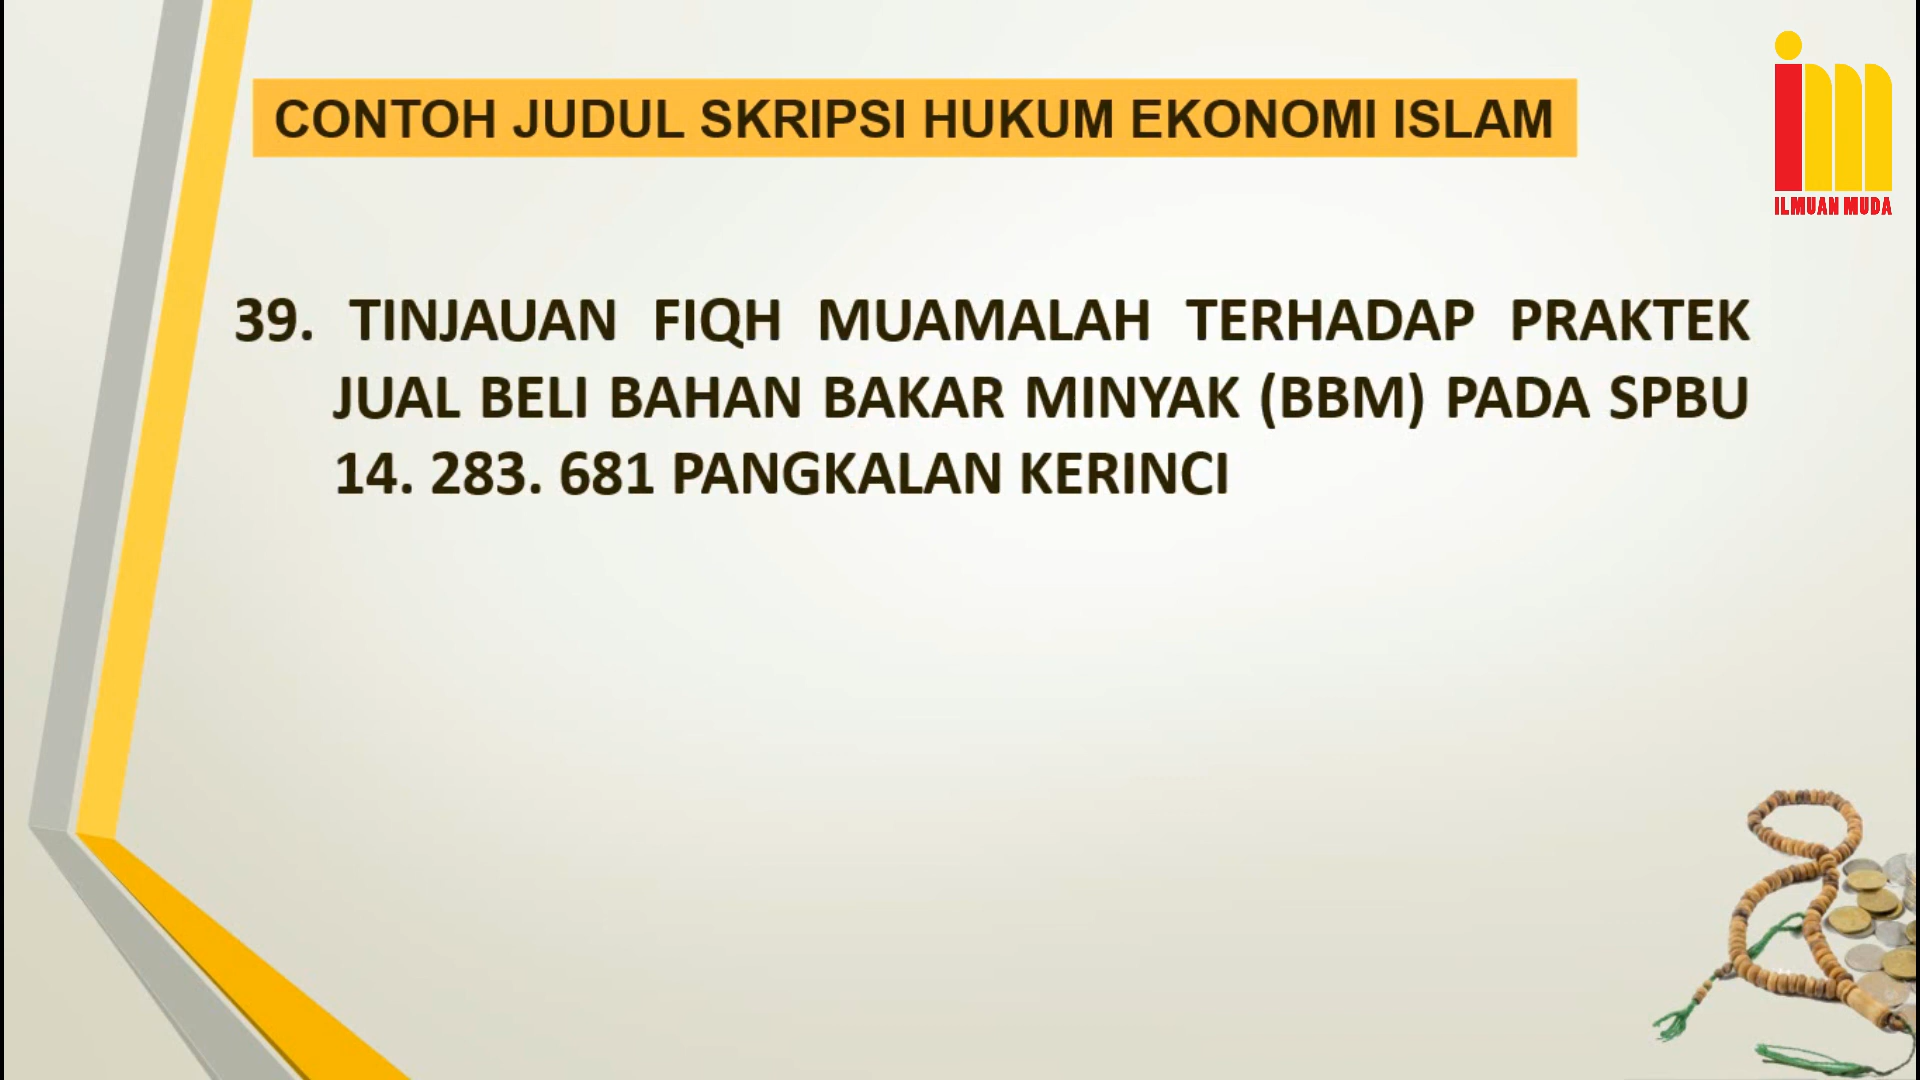 CONTOH JUDUL SKRIPSI HUKUM EKONOMI ISLAM
ILMUAN MUDA
39. TINJAUAN FIQH MUAMALAH TERHADAP PRAKTEK
JUAL BELI BAHAN BAKAR MINYAK (BBM) PADA SPBU
14. 283. 681 PANGKALAN KERINCI